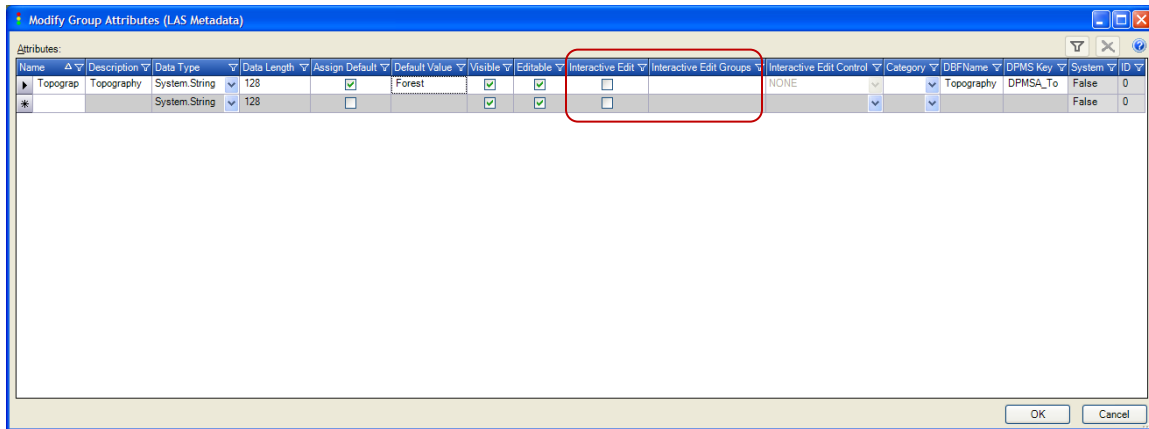 Modify Group Attributes (LAS Metadata)
Attributes:
Name Description Data Type Data Length Assign Default Default Value Visible Editable Interactive Edit Interactive Edit Groups Interactive Edit Control Category DBFName DPMS Key System ID
Topograp Topography System.String 128 Forest NONE Topography DPMSA_To False 0
System.String 128 False 0
OK Cancel